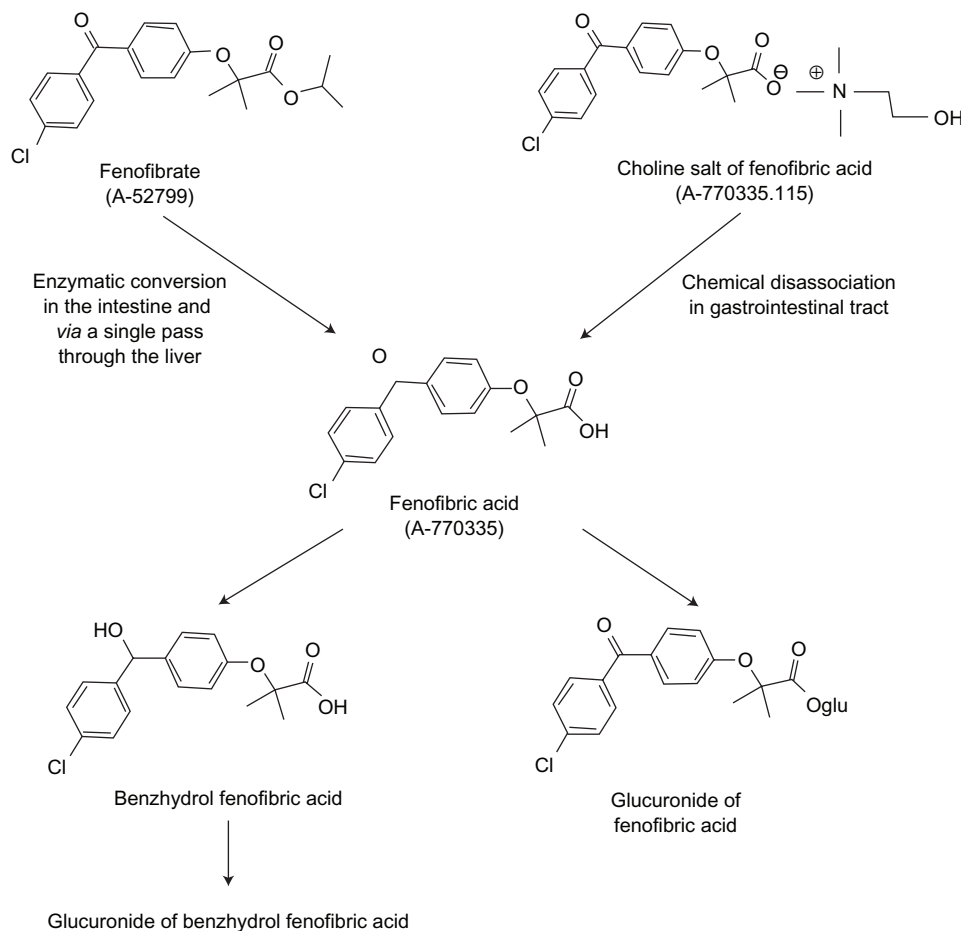 O
O
O
O
Cl
Fenofibrate
(A-52799)
O
O
O
O
⊖
⊕
N
OH
Cl
Choline salt of fenofibric acid
(A-770335.115)
Enzymatic conversion
in the intestine and
via a single pass
through the liver
Chemical disassociation
in gastrointestinal tract
O
O
O
OH
Cl
Fenofibric acid
(A-770335)
HO
O
O
OH
Cl
Benzhydrol fenofibric acid
O
O
O
Oglu
Cl
Glucuronide of
fenofibric acid
Glucuronide of benzhydrol fenofibric acid